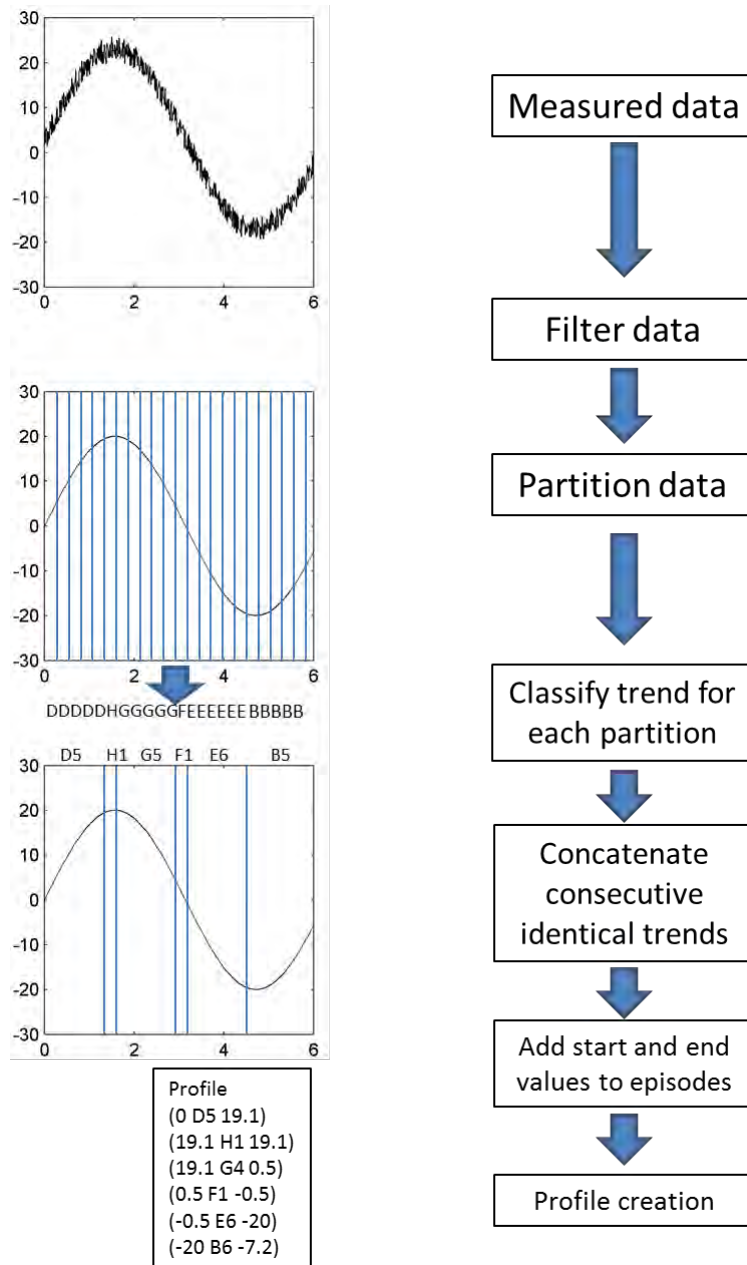 30
20
10
0
-10
-20
-30
0 2 4 6
30
20
10
0
-10
-20
-30
0 2 4 6
DDDDDHGGGGGFEEEEEE BBBBB
D5 H1 G5 F1 E6 B5
30
20
10
0
-10
-20
-30
0 2 4 6
Profile
(0 D5 19.1)
(19.1 H1 19.1)
(19.1 G4 0.5)
(0.5 F1 -0.5)
(-0.5 E6 -20)
(-20 B6 -7.2)
Measured data
Filter data
Partition data
Classify trend for
each partition
Concatenate
consecutive
identical trends
Add start and end
values to episodes
Profile creation